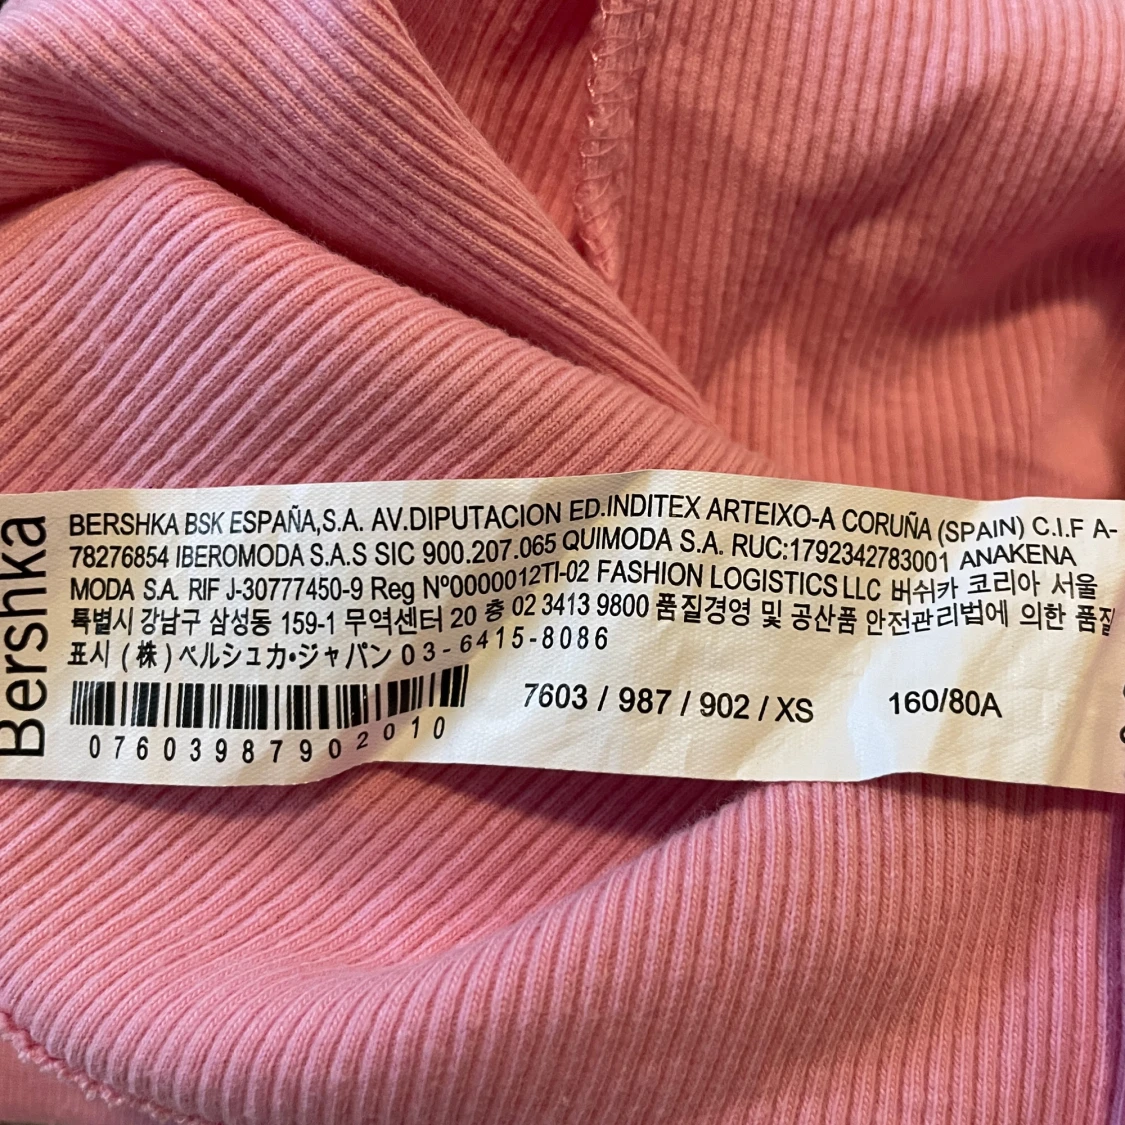 Bershka
BERSHKA BSK ESPAÑA,S.A. AV.DIPUTACION ED.INDITEX ARTEIXO-A CORUÑA (SPAIN) C.I.F A-
78276854 IBEROMODA S.A.S SIC 900.207.065 QUIMODA S.A. RUC:1792342783001 ANAKENA
MODA S.A. RIF J-30777450-9 Reg Nº0000012TI-02 FASHION LOGISTICS LLC 버쉬카 코리아 서울
특별시 강남구 삼성동 159-1 무역센터 20 층 02 3413 9800 품질경영 및 공산품 안전관리법에 의한 품질
표시 (株)ベルシュカ・ジャパン 03-6415-8086
7603 / 987 / 902 / XS 160/80A
07603987902010